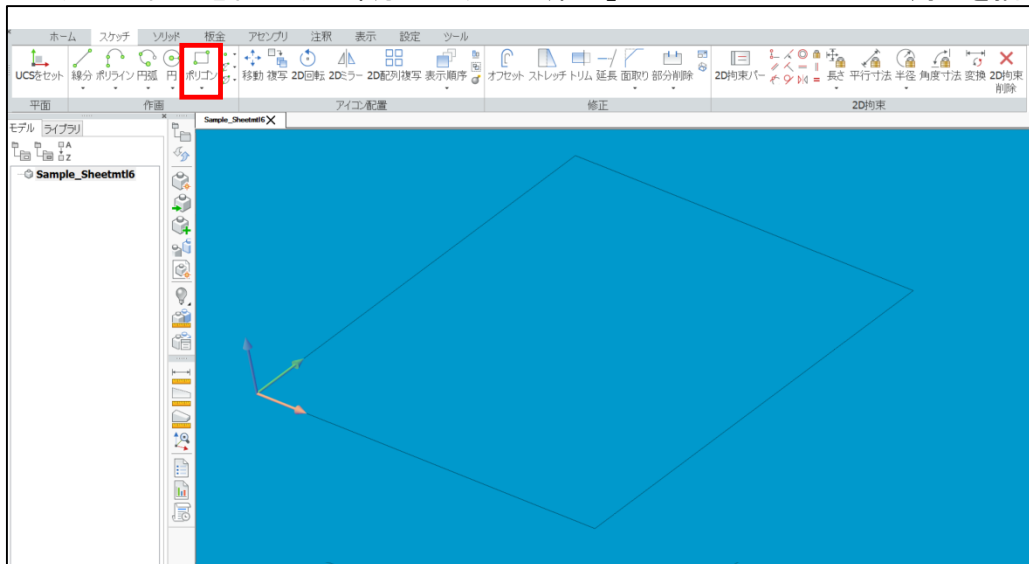 ホーム スケッチ ソリッド 板金 アセンブリ 注釈 表示 設定 ツール
UCSをセット 線分 ポリライン 円弧 円 ポリゴン 移動 複写 2D回転 2Dミラー 2D配列複写 表示順序 オフセット ストレッチ トリム 延長 面取り 部分削除 2D拘束バー 長さ 平行寸法 半径 角度寸法 変換 2D拘束
削除
平面 作画 アイコン配置 修正 2D拘束
モデル ライブラリ
Sample_Sheetmtl6
Sample_Sheetmtl6